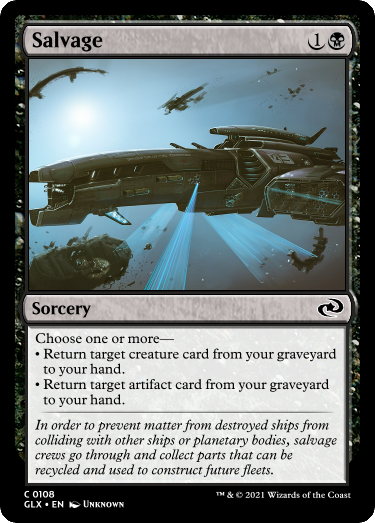 Salvage 1
Sorcery
Choose one or more—
• Return target creature card from your graveyard
to your hand.
• Return target artifact card from your graveyard
to your hand.
In order to prevent matter from destroyed ships from
colliding with other ships or planetary bodies, salvage
crews go through and collect parts that can be
recycled and used to construct future fleets.
C 0108
GLX • EN Unknown
™ & © 2021 Wizards of the Coast